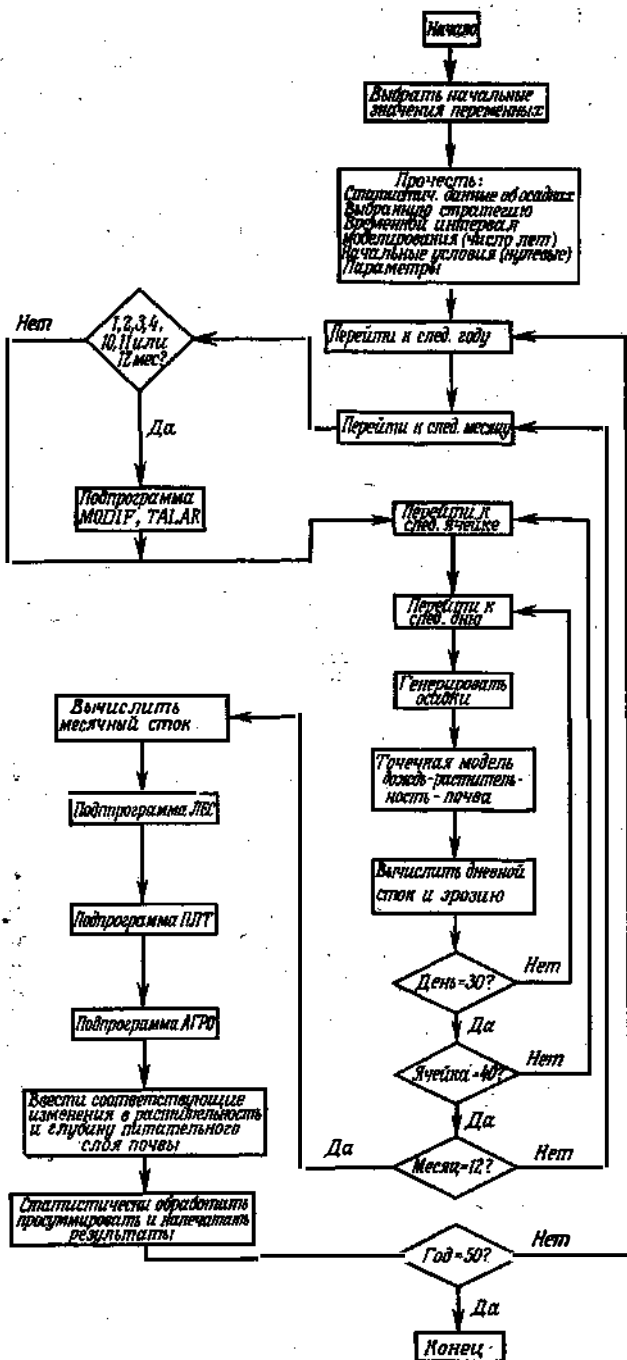 Начало
Выбрать начальные
значения переменных
Прочесть:
Статистич. данные об осадках
Выбранную стратегию
Временной интервал
моделирования (число лет)
Начальные условия (нулевые)
Параметры
Перейти к след. году
Нет
1,2,3,4,
10,11 или
12 мес?
Да
Перейти к след. месяцу
Подпрограмма
MODIF, TALAR
Перейти к
след. ячейке
Перейти к
след. дню
Генерировать
осадки
Вычислить
месячный сток
Точечная модель
дождь-раститель-
ность-почва
Подпрограмма ЛЕС
Вычислить дневной
сток и эрозию
Подпрограмма ПЛТ
День=30?
Нет
Да
Подпрограмма АГРО
Ячейка=40?
Нет
Да
Ввести соответствующие
изменения в растительность
и глубину питательного
слоя почвы
Да
Месяц=12?
Нет
Статистически обработать
просуммировать и напечатать
результаты
Год=50?
Нет
Да
Конец